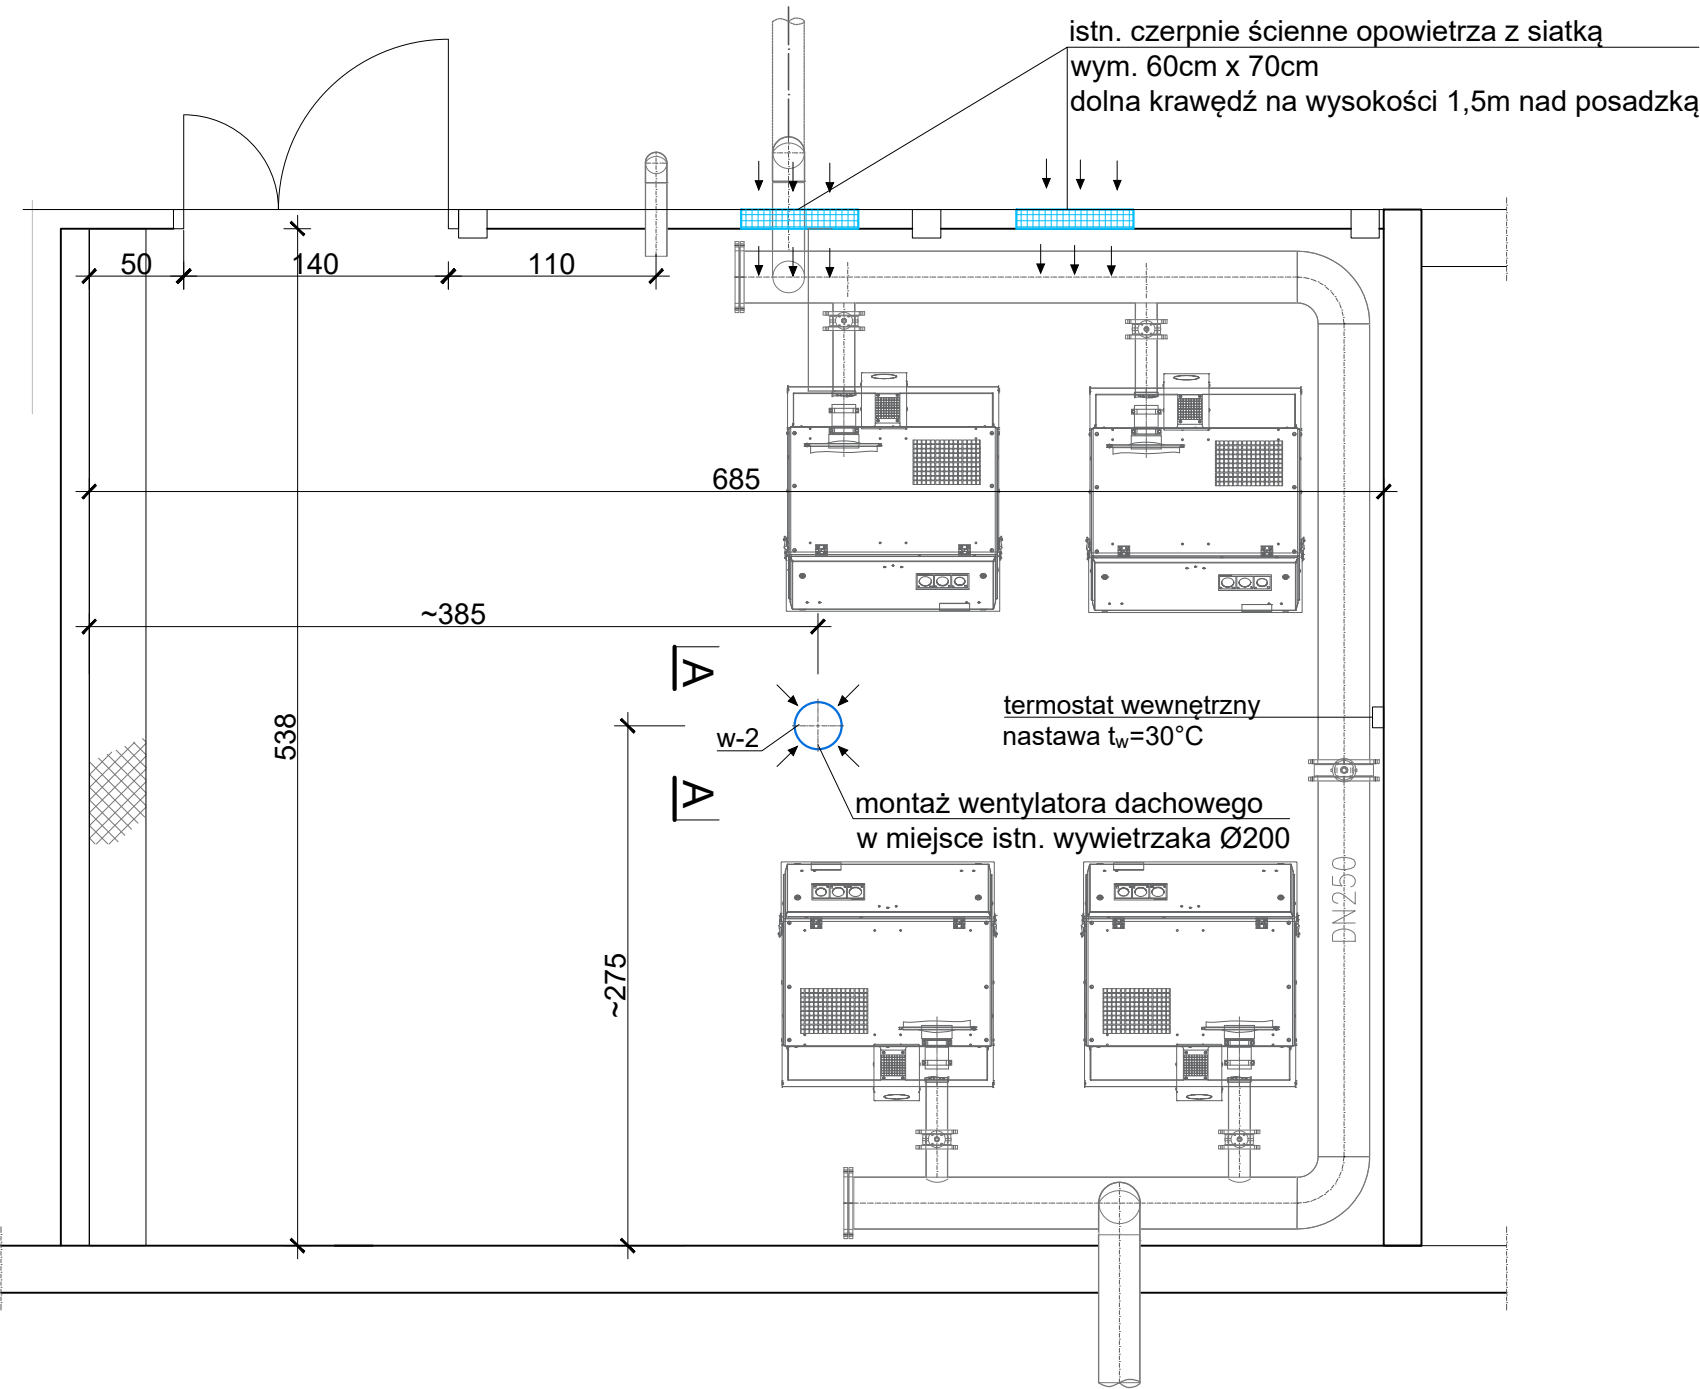 istn. czerpnie ścienne opowietrza z siatką
wym. 60cm x 70cm
dolna krawędź na wysokości 1,5m nad posadzką
50
140
110
685
~385
A
538
termostat wewnętrzny
nastawa tw=30°C
w-2
A
montaż wentylatora dachowego
w miejsce istn. wywietrzaka Ø200
DN250
~275